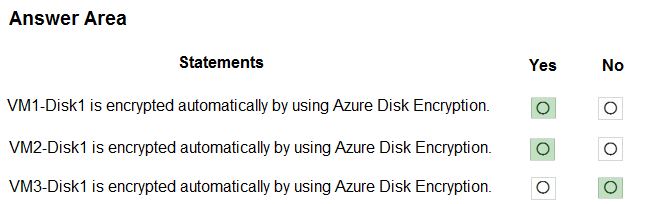 Answer Area
Statements Yes No
VM1-Disk1 is encrypted automatically by using Azure Disk Encryption.
VM2-Disk1 is encrypted automatically by using Azure Disk Encryption.
VM3-Disk1 is encrypted automatically by using Azure Disk Encryption.